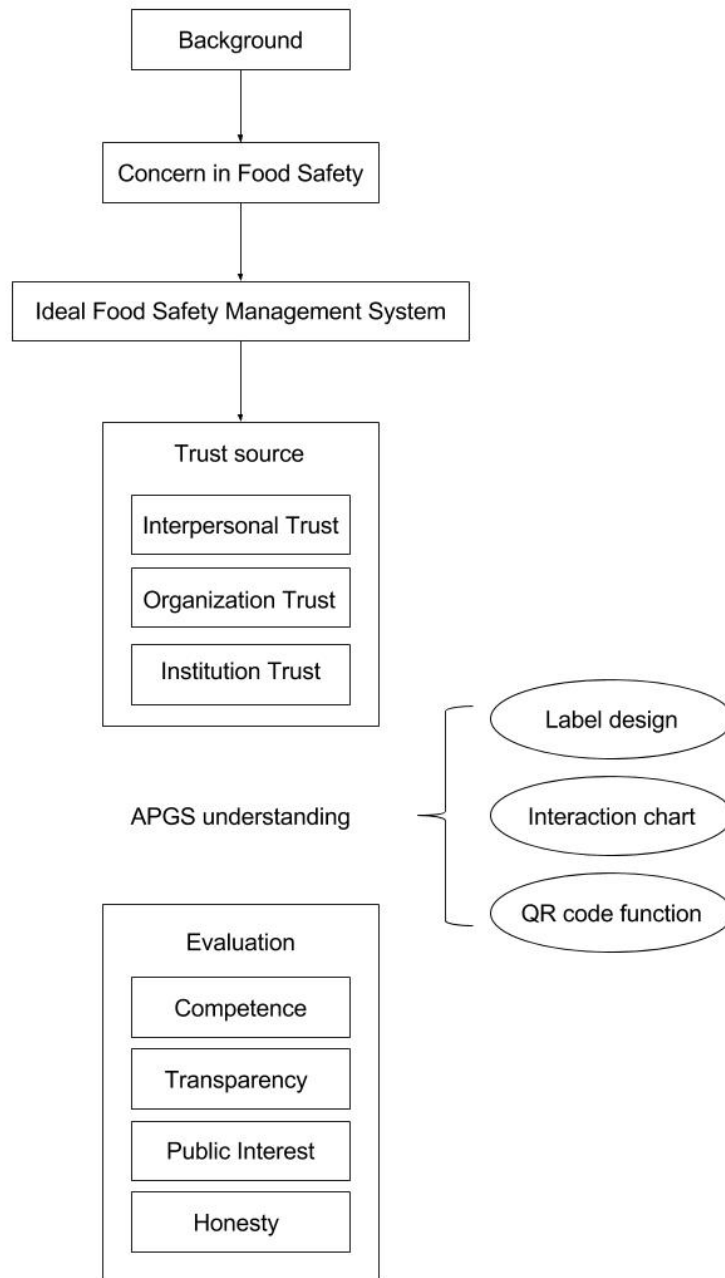 Background
Concern in Food Safety
Ideal Food Safety Management System
Trust source
Interpersonal Trust
Organization Trust
Institution Trust
APGS understanding
Label design
Interaction chart
QR code function
Evaluation
Competence
Transparency
Public Interest
Honesty